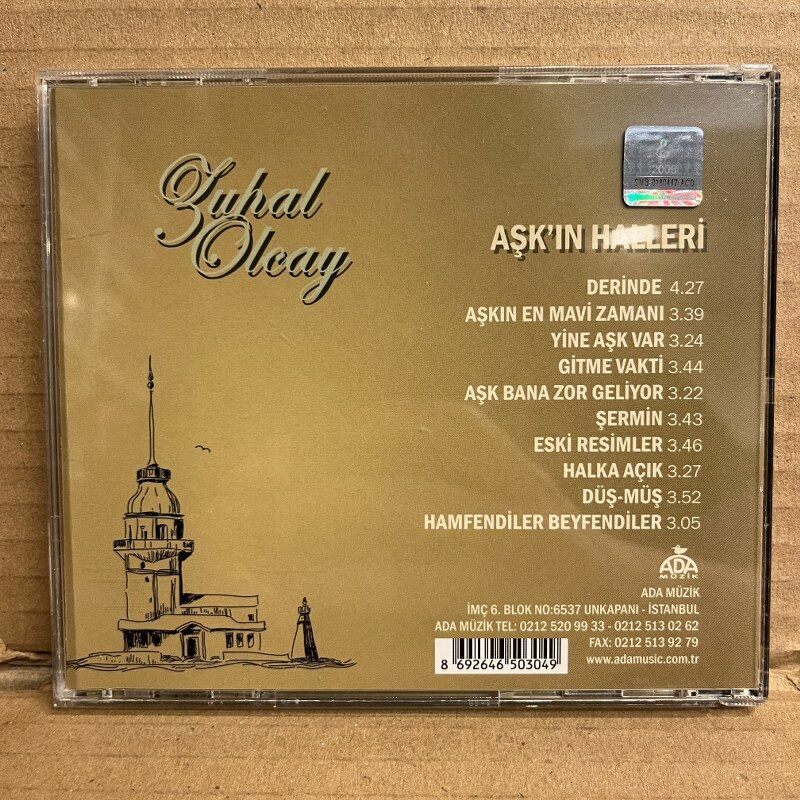 Zuhal
Olcay
8
2006
AŞK'IN HALLERİ
DERİNDE 4.27
AŞKIN EN MAVİ ZAMANI 3.39
YİNE AŞK VAR 3.24
GİTME VAKTİ 3.44
AŞK BANA ZOR GELİYOR 3.22
ŞERMİN 3.43
ESKİ RESİMLER 3.46
HALKA AÇIK 3.27
DÜŞ-MÜŞ 3.52
HAMFENDİLER BEYFENDİLER 3.05
ADA
MÜZİK
ADA MÜZİK
İMÇ 6. BLOK NO:6537 UNKAPANI - İSTANBUL
ADA MÜZİK TEL: 0212 520 99 33 - 0212 513 02 62
FAX: 0212 513 92 79
www.adamusic.com.tr
8 692646 503049